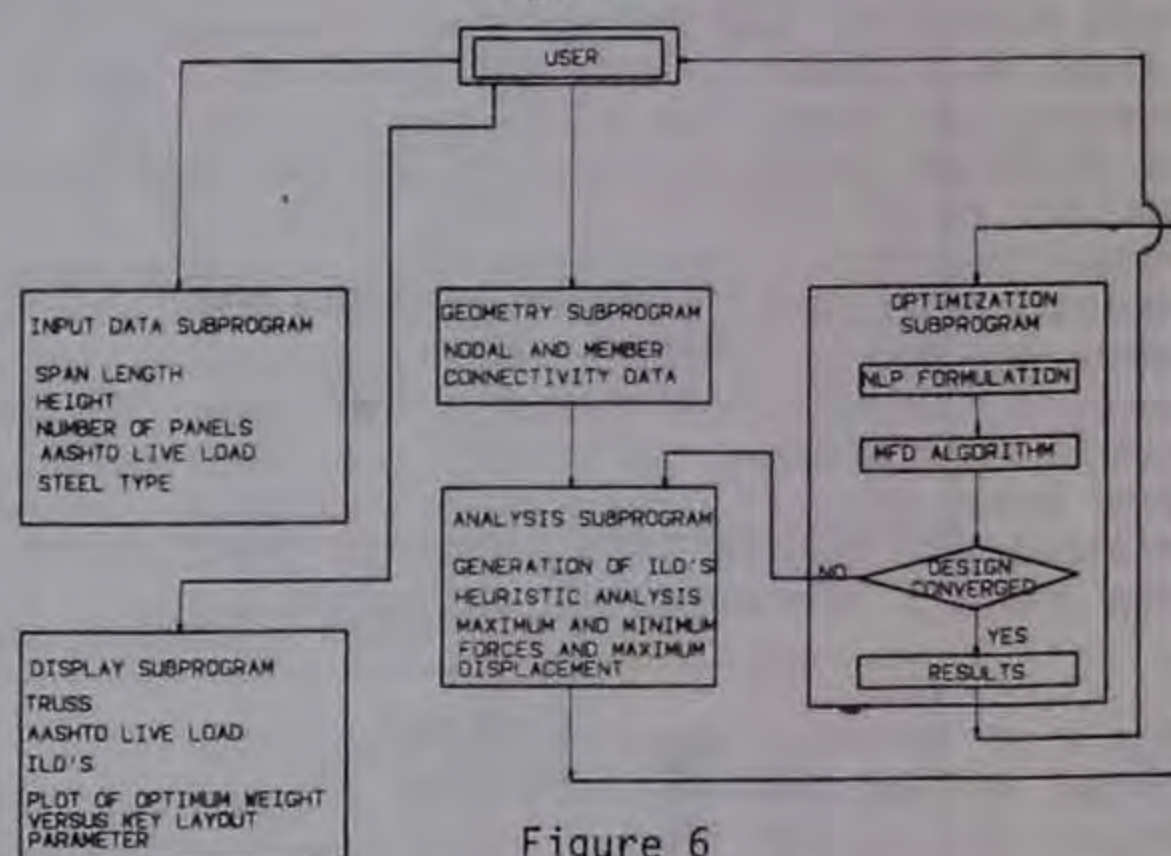 USER
INPUT DATA SUBPROGRAM
SPAN LENGTH
HEIGHT
NUMBER OF PANELS
AASHTO LIVE LOAD
STEEL TYPE
GEOMETRY SUBPROGRAM
NODAL AND MEMBER
CONNECTIVITY DATA
ANALYSIS SUBPROGRAM
GENERATION OF ILD'S
HEURISTIC ANALYSIS
MAXIMUM AND MINIMUM
FORCES AND MAXIMUM
DISPLACEMENT
OPTIMIZATION
SUBPROGRAM
NLP FORMULATION
MFD ALGORITHM
DESIGN
CONVERGED
NO
YES
RESULTS
DISPLAY SUBPROGRAM
TRUSS
AASHTO LIVE LOAD
ILD'S
PLOT OF OPTIMUM WEIGHT
VERSUS KEY LAYOUT
PARAMETER
Figure 6